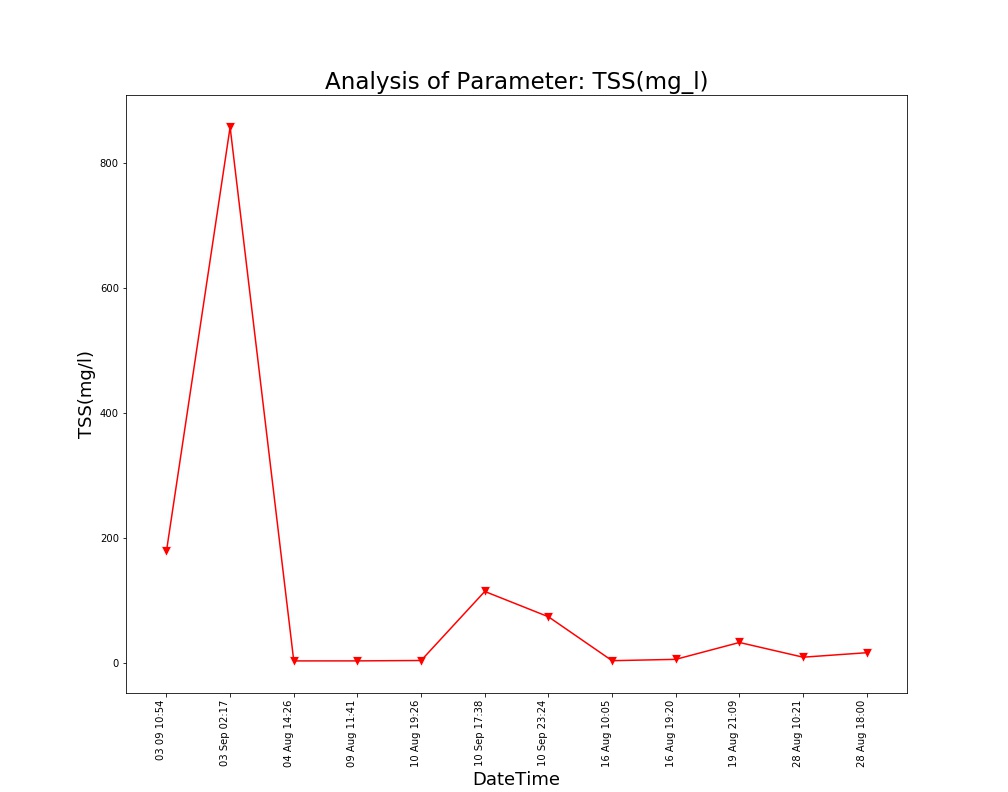 Analysis of Parameter: TSS(mg_l)
TSS(mg/l)
800
600
400
200
0
03 09 10:54
03 Sep 02:17
04 Aug 14:26
09 Aug 11:41
10 Aug 19:26
10 Sep 17:38
10 Sep 23:24
16 Aug 10:05
16 Aug 19:20
19 Aug 21:09
28 Aug 10:21
28 Aug 18:00
DateTime